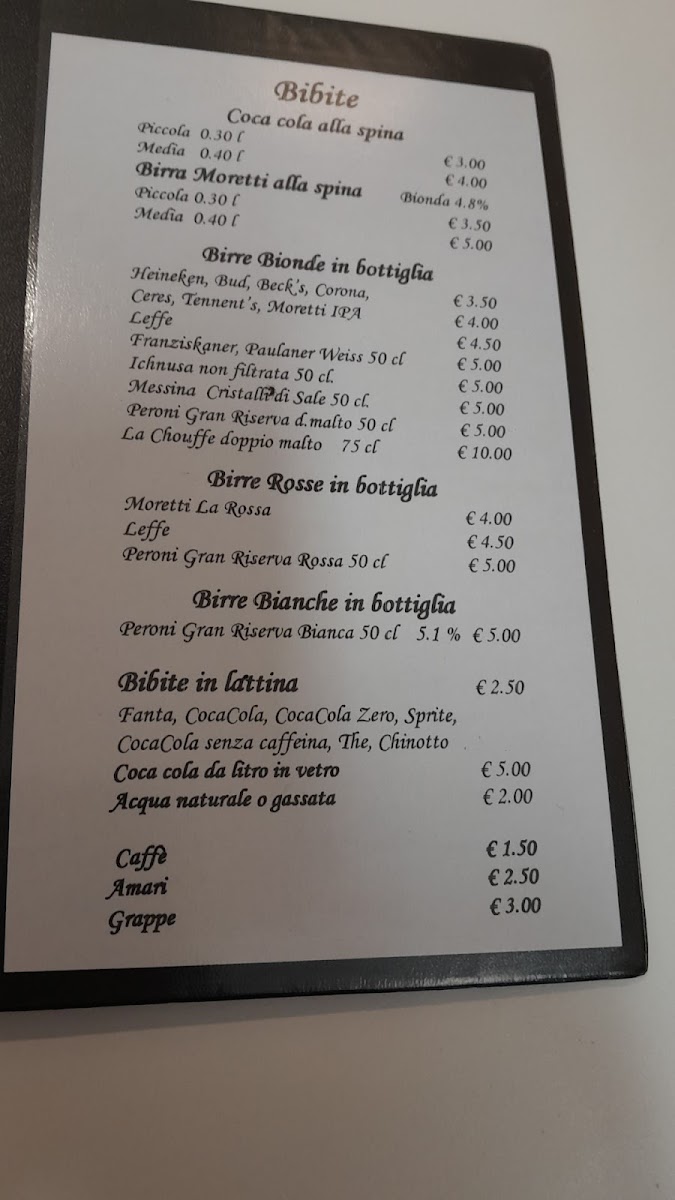 Bibite
Coca cola alla spina
Piccola 0.30 l € 3.00
Media 0.40 l € 4.00
Birra Moretti alla spina Bionda 4.8%
Piccola 0.30 l € 3.50
Media 0.40 l € 5.00
Birre Bionde in bottiglia
Heineken, Bud, Beck's, Corona, € 3.50
Ceres, Tennent's, Moretti IPA € 4.00
Leffe € 4.50
Franziskaner, Paulaner Weiss 50 cl € 5.00
Ichnusa non filtrata 50 cl. € 5.00
Messina Cristalli di Sale 50 cl. € 5.00
Peroni Gran Riserva d.malto 50 cl € 5.00
La Chouffe doppio malto 75 cl € 10.00
Birre Rosse in bottiglia
Moretti La Rossa € 4.00
Leffe € 4.50
Peroni Gran Riserva Rossa 50 cl € 5.00
Birre Bianche in bottiglia
Peroni Gran Riserva Bianca 50 cl 5.1 % € 5.00
Bibite in lattina € 2.50
Fanta, CocaCola, CocaCola Zero, Sprite,
CocaCola senza caffeina, The, Chinotto
Coca cola da litro in vetro € 5.00
Acqua naturale o gassata € 2.00
Caffè € 1.50
Amari € 2.50
Grappe € 3.00